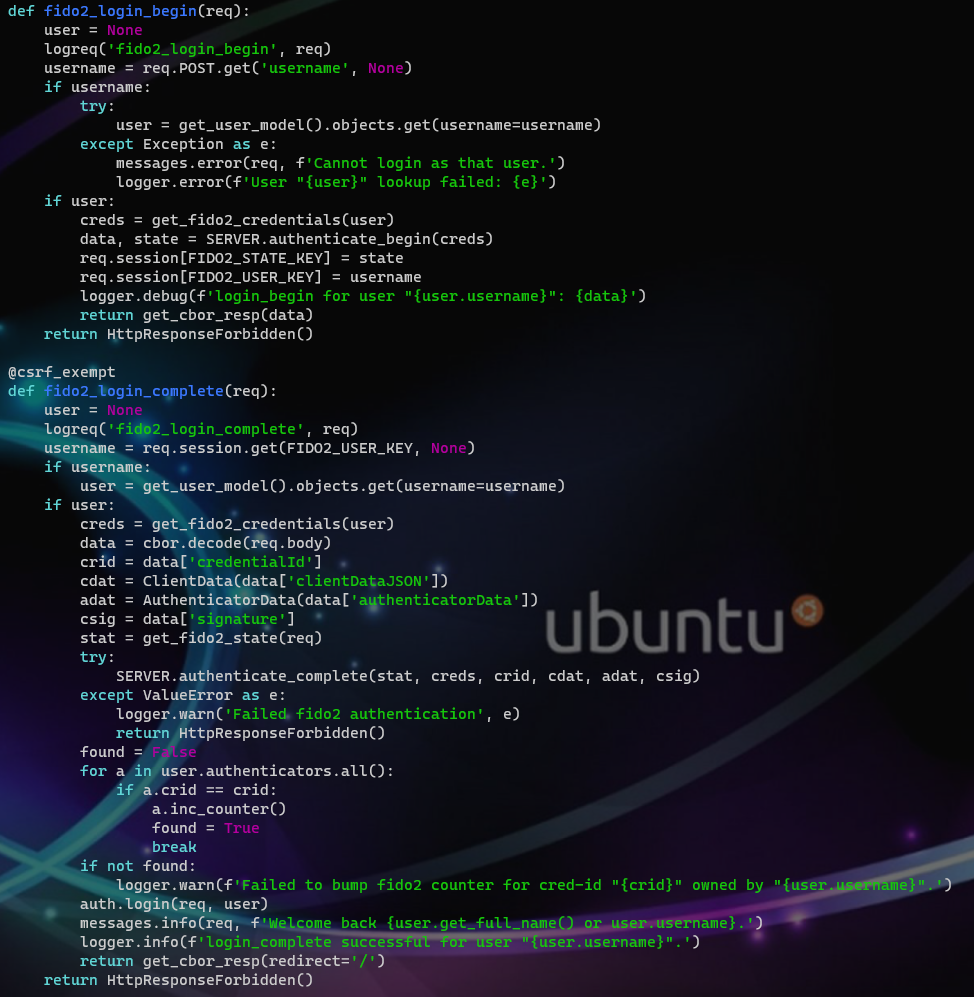 def fido2_login_begin(req):
    user = None
    logreq('fido2_login_begin', req)
    username = req.POST.get('username', None)
    if username:
        try:
            user = get_user_model().objects.get(username=username)
        except Exception as e:
            messages.error(req, f'Cannot login as that user.')
            logger.error(f'User "{user}" lookup failed: {e}')
    if user:
        creds = get_fido2_credentials(user)
        data, state = SERVER.authenticate_begin(creds)
        req.session[FIDO2_STATE_KEY] = state
        req.session[FIDO2_USER_KEY] = username
        logger.debug(f'login_begin for user "{user.username}": {data}')
        return get_cbor_resp(data)
    return HttpResponseForbidden()

@csrf_exempt
def fido2_login_complete(req):
    user = None
    logreq('fido2_login_complete', req)
    username = req.session.get(FIDO2_USER_KEY, None)
    if username:
        user = get_user_model().objects.get(username=username)
    if user:
        creds = get_fido2_credentials(user)
        data = cbor.decode(req.body)
        crid = data['credentialId']
        cdat = ClientData(data['clientDataJSON'])
        adat = AuthenticatorData(data['authenticatorData'])
        csig = data['signature']
        stat = get_fido2_state(req)
        try:
            SERVER.authenticate_complete(stat, creds, crid, cdat, adat, csig)
        except ValueError as e:
            logger.warn('Failed fido2 authentication', e)
            return HttpResponseForbidden()
        found = False
        for a in user.authenticators.all():
            if a.crid == crid:
                a.inc_counter()
                found = True
                break
        if not found:
            logger.warn(f'Failed to bump fido2 counter for cred-id "{crid}" owned by "{user.username}".')
        auth.login(req, user)
        messages.info(req, f'Welcome back {user.get_full_name() or user.username}.')
        logger.info(f'login_complete successful for user "{user.username}".')
        return get_cbor_resp(redirect='/')
    return HttpResponseForbidden()
ubuntu